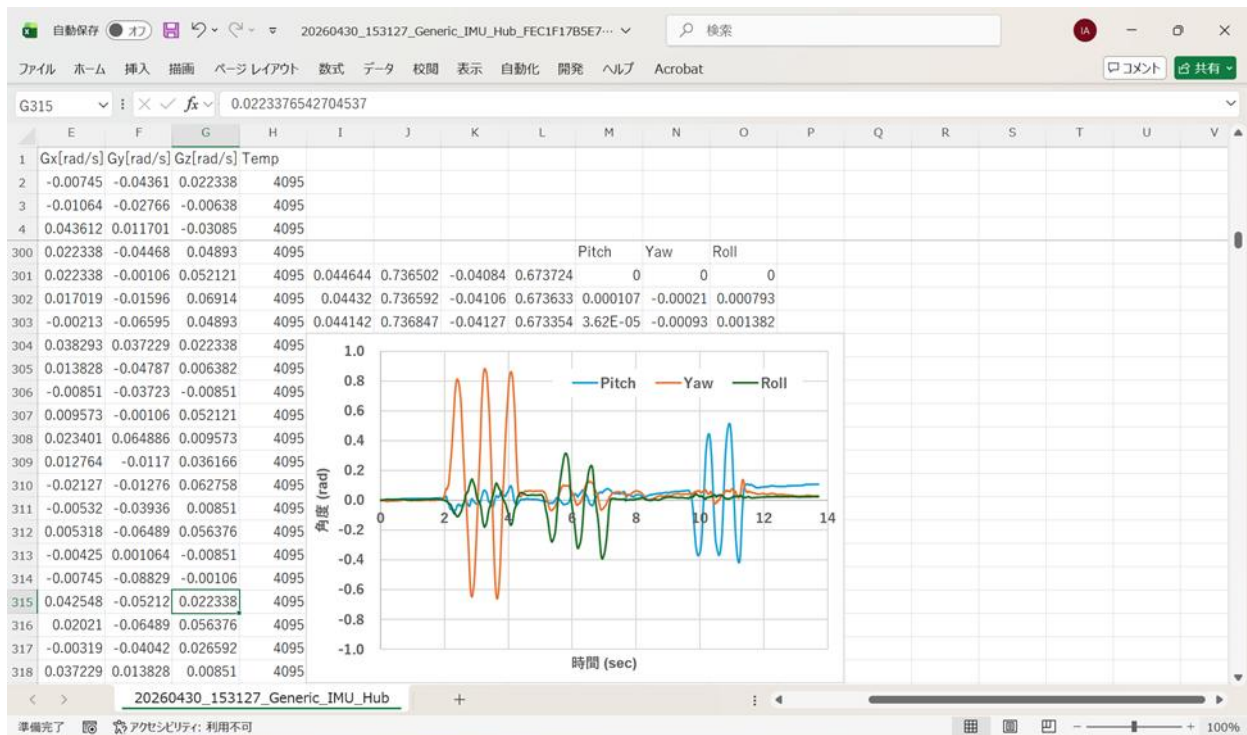 自動保存 オフ 20260430_153127_Generic_IMU_Hub_FEC1F17B5E7… 検索 IA
ファイル ホーム 挿入 描画 ページ レイアウト 数式 データ 校閲 表示 自動化 開発 ヘルプ Acrobat コメント 共有
G315 fx 0.0223376542704537
E F G H I J K L M N O P Q R S T U V
1 Gx[rad/s] Gy[rad/s] Gz[rad/s] Temp
2 -0.00745 -0.04361 0.022338 4095
3 -0.01064 -0.02766 -0.00638 4095
4 0.043612 0.011701 -0.03085 4095
300 0.022338 -0.04468 0.04893 4095 Pitch Yaw Roll
301 0.022338 -0.00106 0.052121 4095 0.044644 0.736502 -0.04084 0.673724 0 0 0
302 0.017019 -0.01596 0.06914 4095 0.04432 0.736592 -0.04106 0.673633 0.000107 -0.00021 0.000793
303 -0.00213 -0.06595 0.04893 4095 0.044142 0.736847 -0.04127 0.673354 3.62E-05 -0.00093 0.001382
304 0.038293 0.037229 0.022338 4095
305 0.013828 -0.04787 0.006382 4095
306 -0.00851 -0.03723 -0.00851 4095
307 0.009573 -0.00106 0.052121 4095
308 0.023401 0.064886 0.009573 4095
309 0.012764 -0.0117 0.036166 4095
310 -0.02127 -0.01276 0.062758 4095
311 -0.00532 -0.03936 0.00851 4095
312 0.005318 -0.06489 0.056376 4095
313 -0.00425 0.001064 -0.00851 4095
314 -0.00745 -0.08829 -0.00106 4095
315 0.042548 -0.05212 0.022338 4095
316 0.02021 -0.06489 0.056376 4095
317 -0.00319 -0.04042 0.026592 4095
318 0.037229 0.013828 0.00851 4095
1.0
0.8
0.6
0.4
0.2
0.0
-0.2
-0.4
-0.6
-0.8
-1.0
角度 (rad)
Pitch Yaw Roll
0 2 4 6 8 10 12 14
時間 (sec)
20260430_153127_Generic_IMU_Hub
準備完了 アクセシビリティ: 利用不可 100%